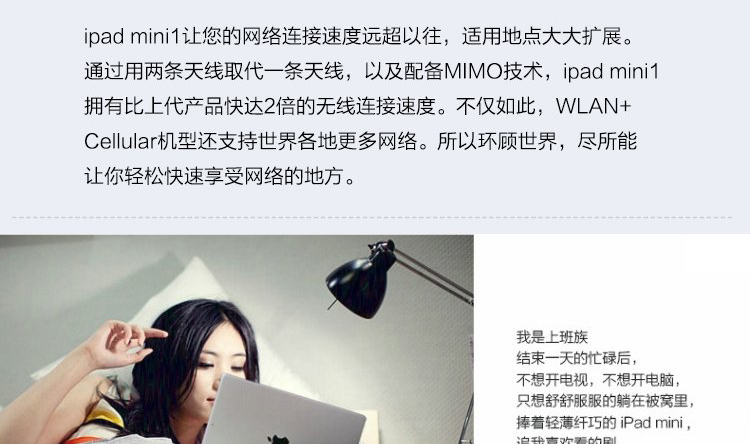 ipad mini1让您的网络连接速度远超以往，适用地点大大扩展。
通过用两条天线取代一条天线，以及配备MIMO技术，ipad mini1
拥有比上代产品快达2倍的无线连接速度。不仅如此，WLAN+
Cellular机型还支持世界各地更多网络。所以环顾世界，尽所能
让你轻松快速享受网络的地方。
我是上班族
结束一天的忙碌后，
不想开电视，不想开电脑，
只想舒舒服服的躺在被窝里，
捧着轻薄纤巧的 iPad mini ,
追我喜欢看的剧